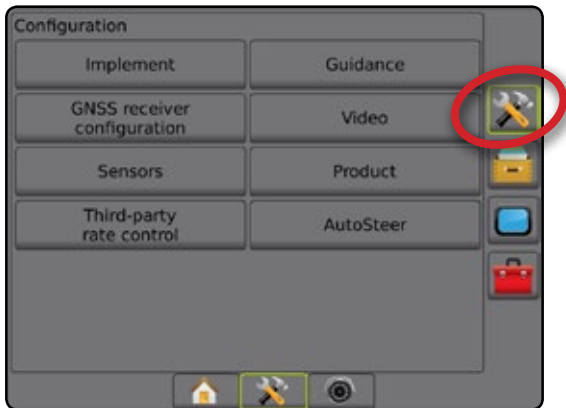 Configuration
Implement
Guidance
GNSS receiver
configuration
Video
Sensors
Product
Third-party
rate control
AutoSteer